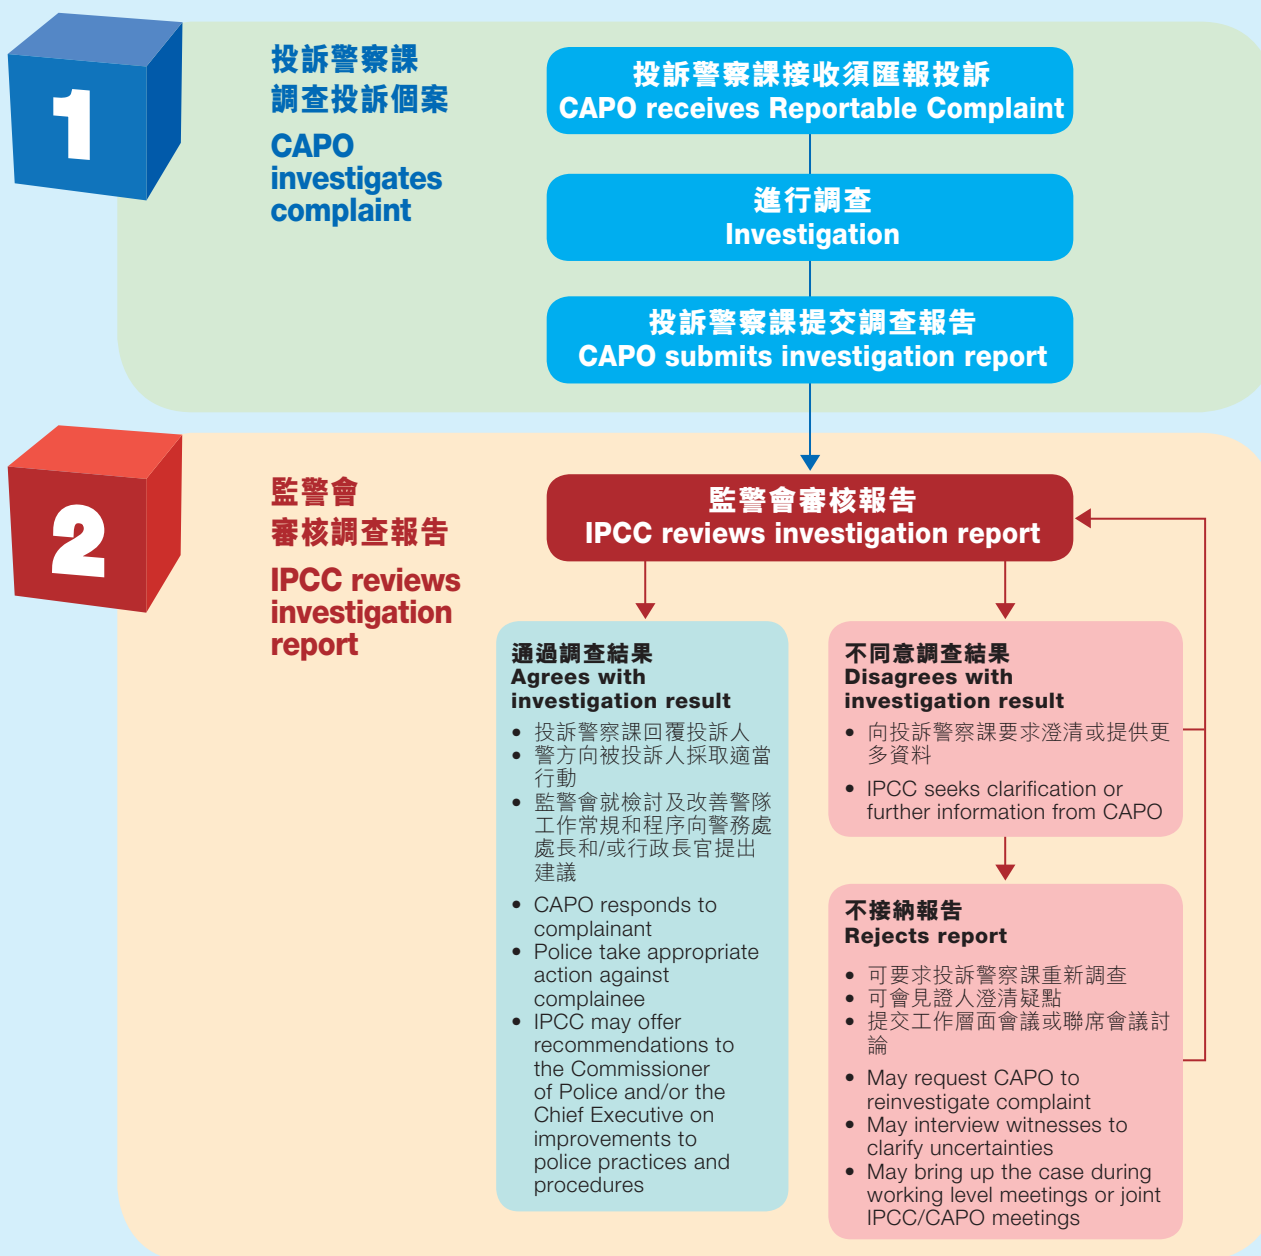 1
投訴警察課
調查投訴個案
CAPO
investigates
complaint
投訴警察課接收須匯報投訴
CAPO receives Reportable Complaint
進行調查
Investigation
投訴警察課提交調查報告
CAPO submits investigation report
2
監警會
審核調查報告
IPCC reviews
investigation
report
監警會審核報告
IPCC reviews investigation report
通過調查結果
Agrees with
investigation result
• 投訴警察課回覆投訴人
• 警方向被投訴人採取適當
行動
• 監警會就檢討及改善警隊
工作常規和程序向警務處
處長和/或行政長官提出
建議
• CAPO responds to
complainant
• Police take appropriate
action against
complainee
• IPCC may offer
recommendations to
the Commissioner
of Police and/or the
Chief Executive on
improvements to
police practices and
procedures
不同意調查結果
Disagrees with
investigation result
• 向投訴警察課要求澄清或提供更
多資料
• IPCC seeks clarification or
further information from CAPO
不接納報告
Rejects report
• 可要求投訴警察課重新調查
• 可會見證人澄清疑點
• 提交工作層面會議或聯席會議討
論
• May request CAPO to
reinvestigate complaint
• May interview witnesses to
clarify uncertainties
• May bring up the case during
working level meetings or joint
IPCC/CAPO meetings